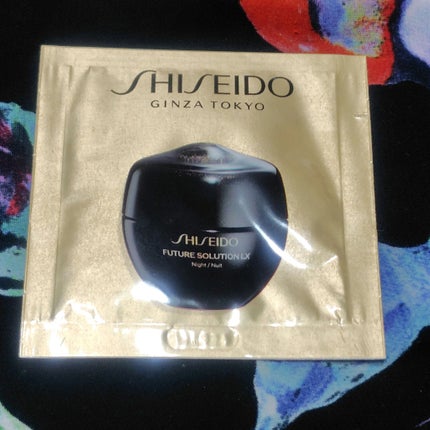 SHISEIDO
GINZA TOKYO
SHISEIDO
FUTURE SOLUTION LX
Night / Nuit